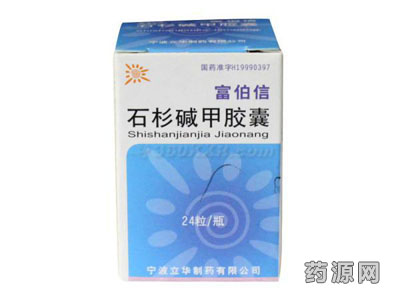 国药准字H19990397
富伯信
石杉碱甲胶囊
Shishanjianjia Jiaonang
24粒/瓶
宁波立华制药有限公司
药源网